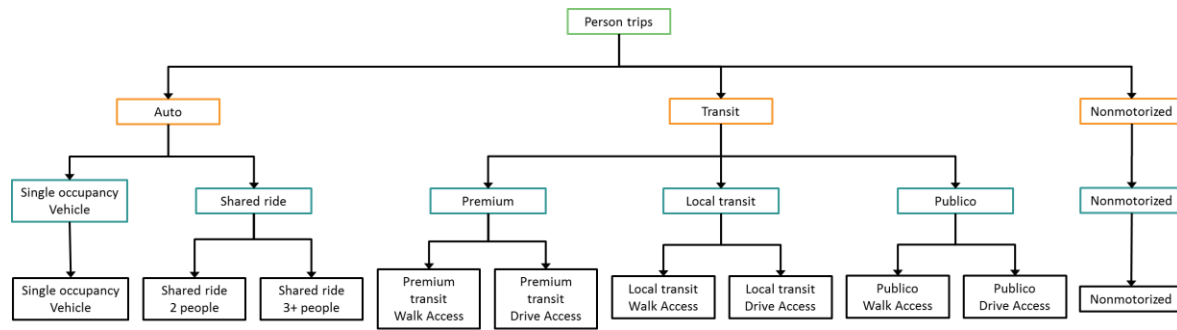 Person trips
Auto
Transit
Nonmotorized
Single occupancy
Vehicle
Shared ride
Premium
Local transit
Publico
Nonmotorized
Single occupancy
Vehicle
Shared ride
2 people
Shared ride
3+ people
Premium
transit
Walk Access
Premium
transit
Drive Access
Local transit
Walk Access
Local transit
Drive Access
Publico
Walk Access
Publico
Drive Access
Nonmotorized